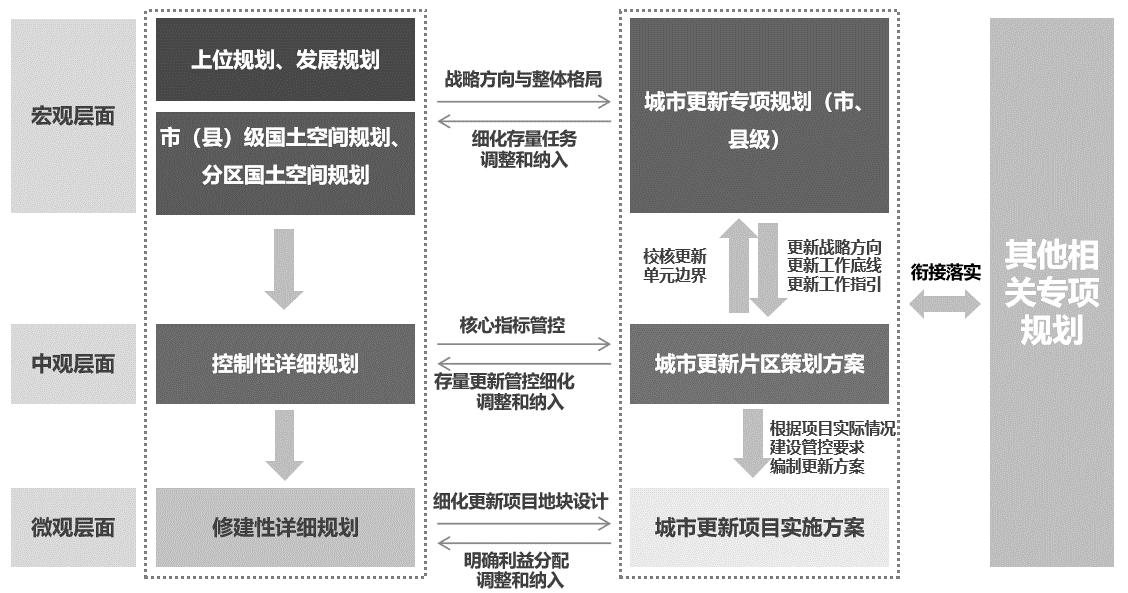 宏观层面
上位规划、发展规划
市（县）级国土空间规划、
分区国土空间规划
战略方向与整体格局
细化存量任务
调整和纳入
城市更新专项规划（市、
县级）
校核更新
单元边界
更新战略方向
更新工作底线
更新工作指引
衔接落实
其他相
关专项
规划
中观层面
控制性详细规划
核心指标管控
存量更新管控细化
调整和纳入
城市更新片区策划方案
根据项目实际情况
建设管控要求
编制更新方案
微观层面
修建性详细规划
细化更新项目地块设计
明确利益分配
调整和纳入
城市更新项目实施方案